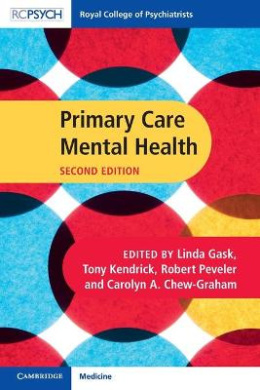 RCPSYCH Royal College of Psychiatrists
Primary Care
Mental Health
SECOND EDITION
EDITED BY Linda Gask,
Tony Kendrick, Robert Peveler
and Carolyn A. Chew-Graham
CAMBRIDGE Medicine